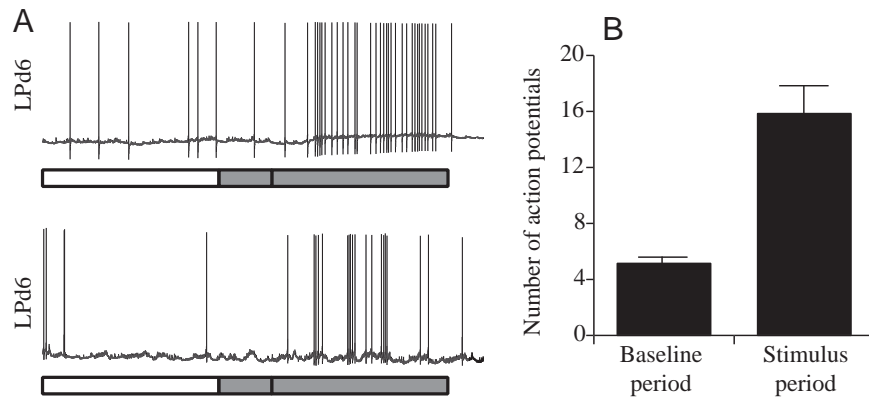 A
LPd6
LPd6
B
Number of action potentials
20
16
12
8
4
0
Baseline
period
Stimulus
period